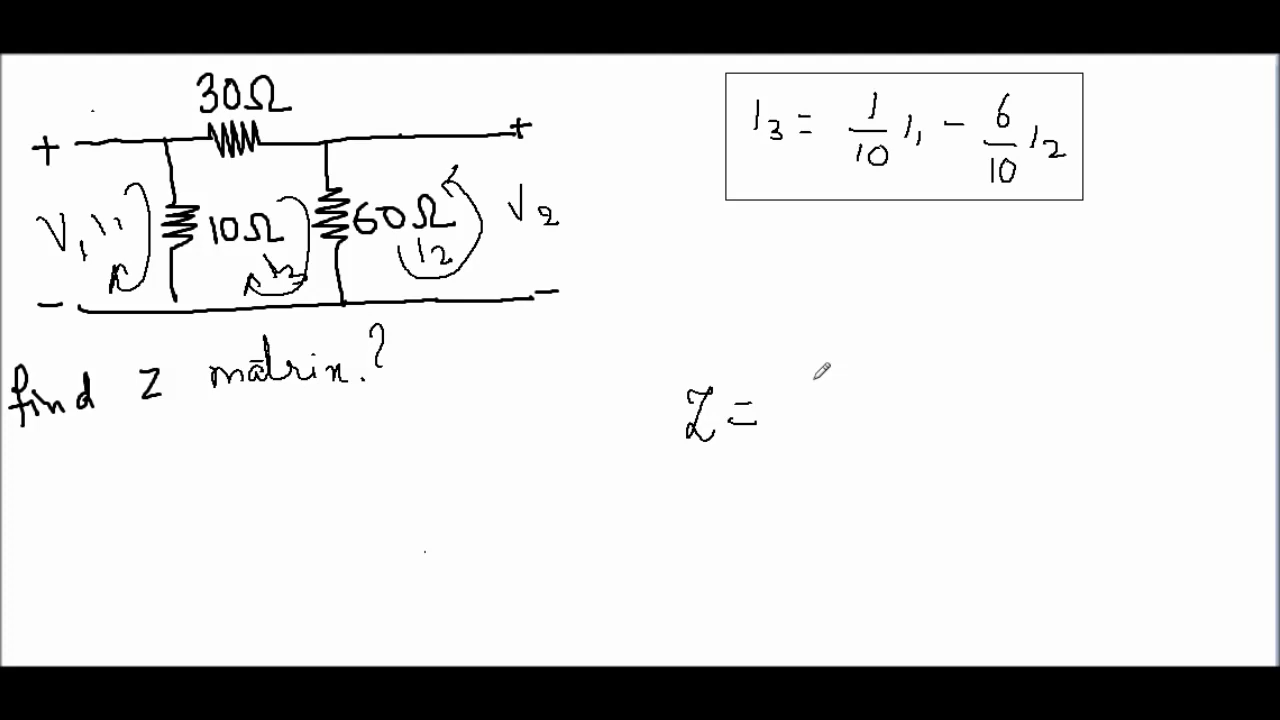 30Ω
+ +
V₁ I₁ 10Ω I₃ 60Ω I₂ V₂
- -
find z matrix.?
I₃ = 1/10 I₁ - 6/10 I₂
Z =